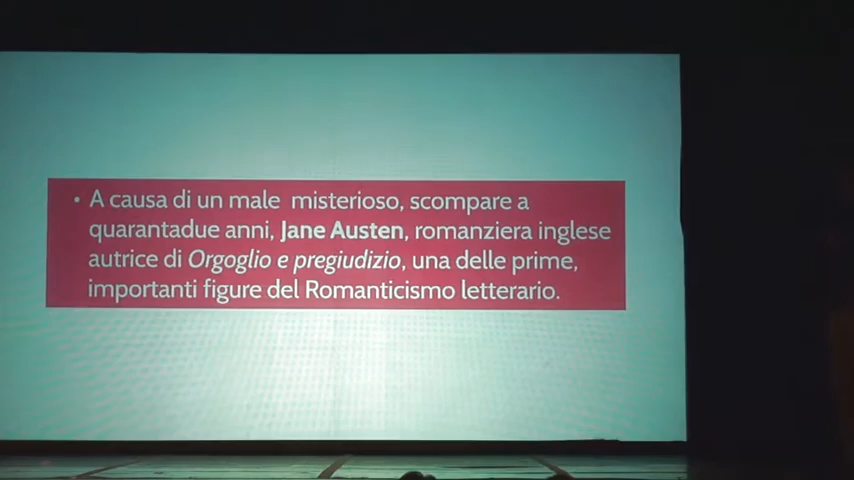 • A causa di un male misterioso, scompare a
quarantadue anni, Jane Austen, romanziera inglese
autrice di Orgoglio e pregiudizio, una delle prime,
importanti figure del Romanticismo letterario.